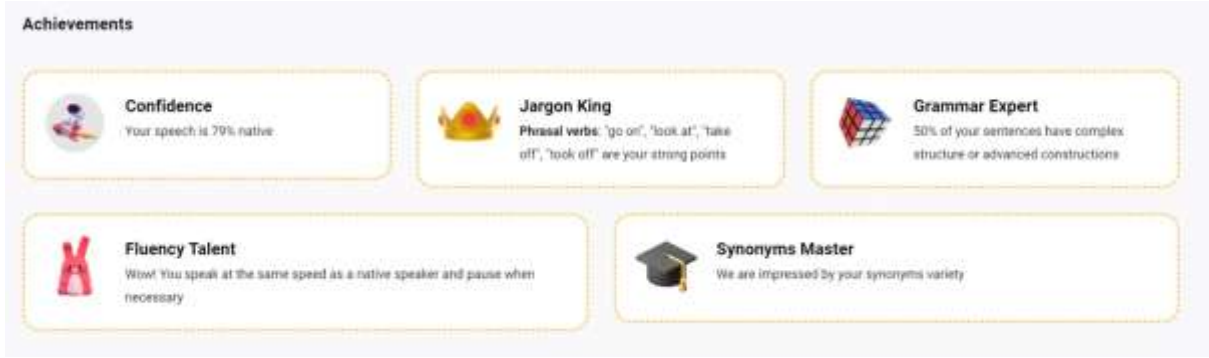 Achievements
Confidence
Your speech is 79% native
Jargon King
Phrasal verbs: "go on", "look at", "take
off", "took off" are your strong points
Grammar Expert
50% of your sentences have complex
structure or advanced constructions
Fluency Talent
Wow! You speak at the same speed as a native speaker and pause when
necessary
Synonyms Master
We are impressed by your synonyms variety